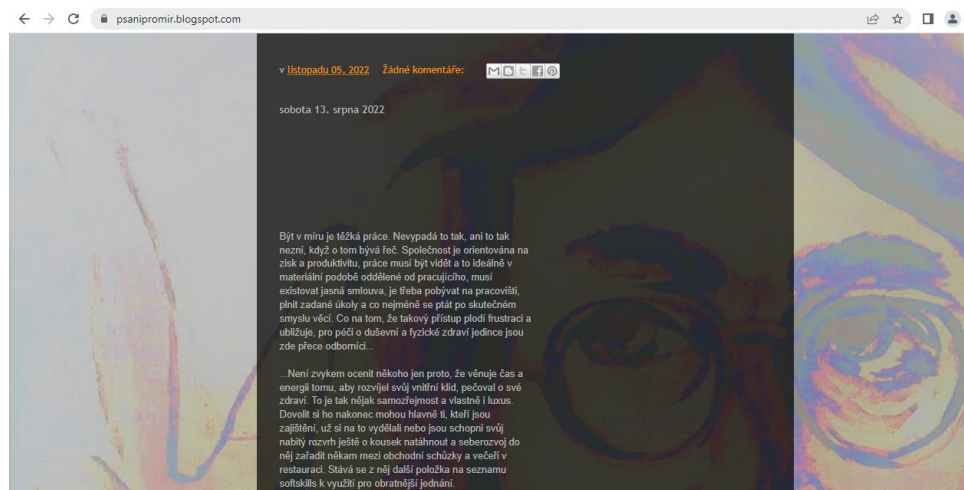 psanipromir.blogspot.com
v listopadu 05, 2022 Žádné komentáře:
sobota 13. srpna 2022
Být v míru je těžká práce. Nevypadá to tak, ani to tak
nezní, když o tom bývá řeč. Společnost je orientována na
zisk a produktivitu, práce musí být vidět a to ideálně v
materiální podobě oddělené od pracujícího, musí
existovat jasná smlouva, je třeba pobývat na pracovišti,
plnit zadané úkoly a co nejméně se ptát po skutečném
smyslu věcí. Co na tom, že takový přístup plodí frustraci a
ubližuje, pro péči o duševní a fyzické zdraví jedince jsou
zde přece odborníci...
...Není zvykem ocenit někoho jen proto, že věnuje čas a
energii tomu, aby rozvíjel svůj vnitřní klid, pečoval o své
zdraví. To je tak nějak samozřejmost a vlastně i luxus.
Dovolit si ho nakonec mohou hlavně ti, kteří jsou
zajištění, už si na to vydělali nebo jsou schopni svůj
nabitý rozvrh ještě o kousek natáhnout a seberozvoj do
něj zařadit někam mezi obchodní schůzky a večeři v
restauraci. Stává se z něj další položka na seznamu
softskills k využití pro obratnější jednání.